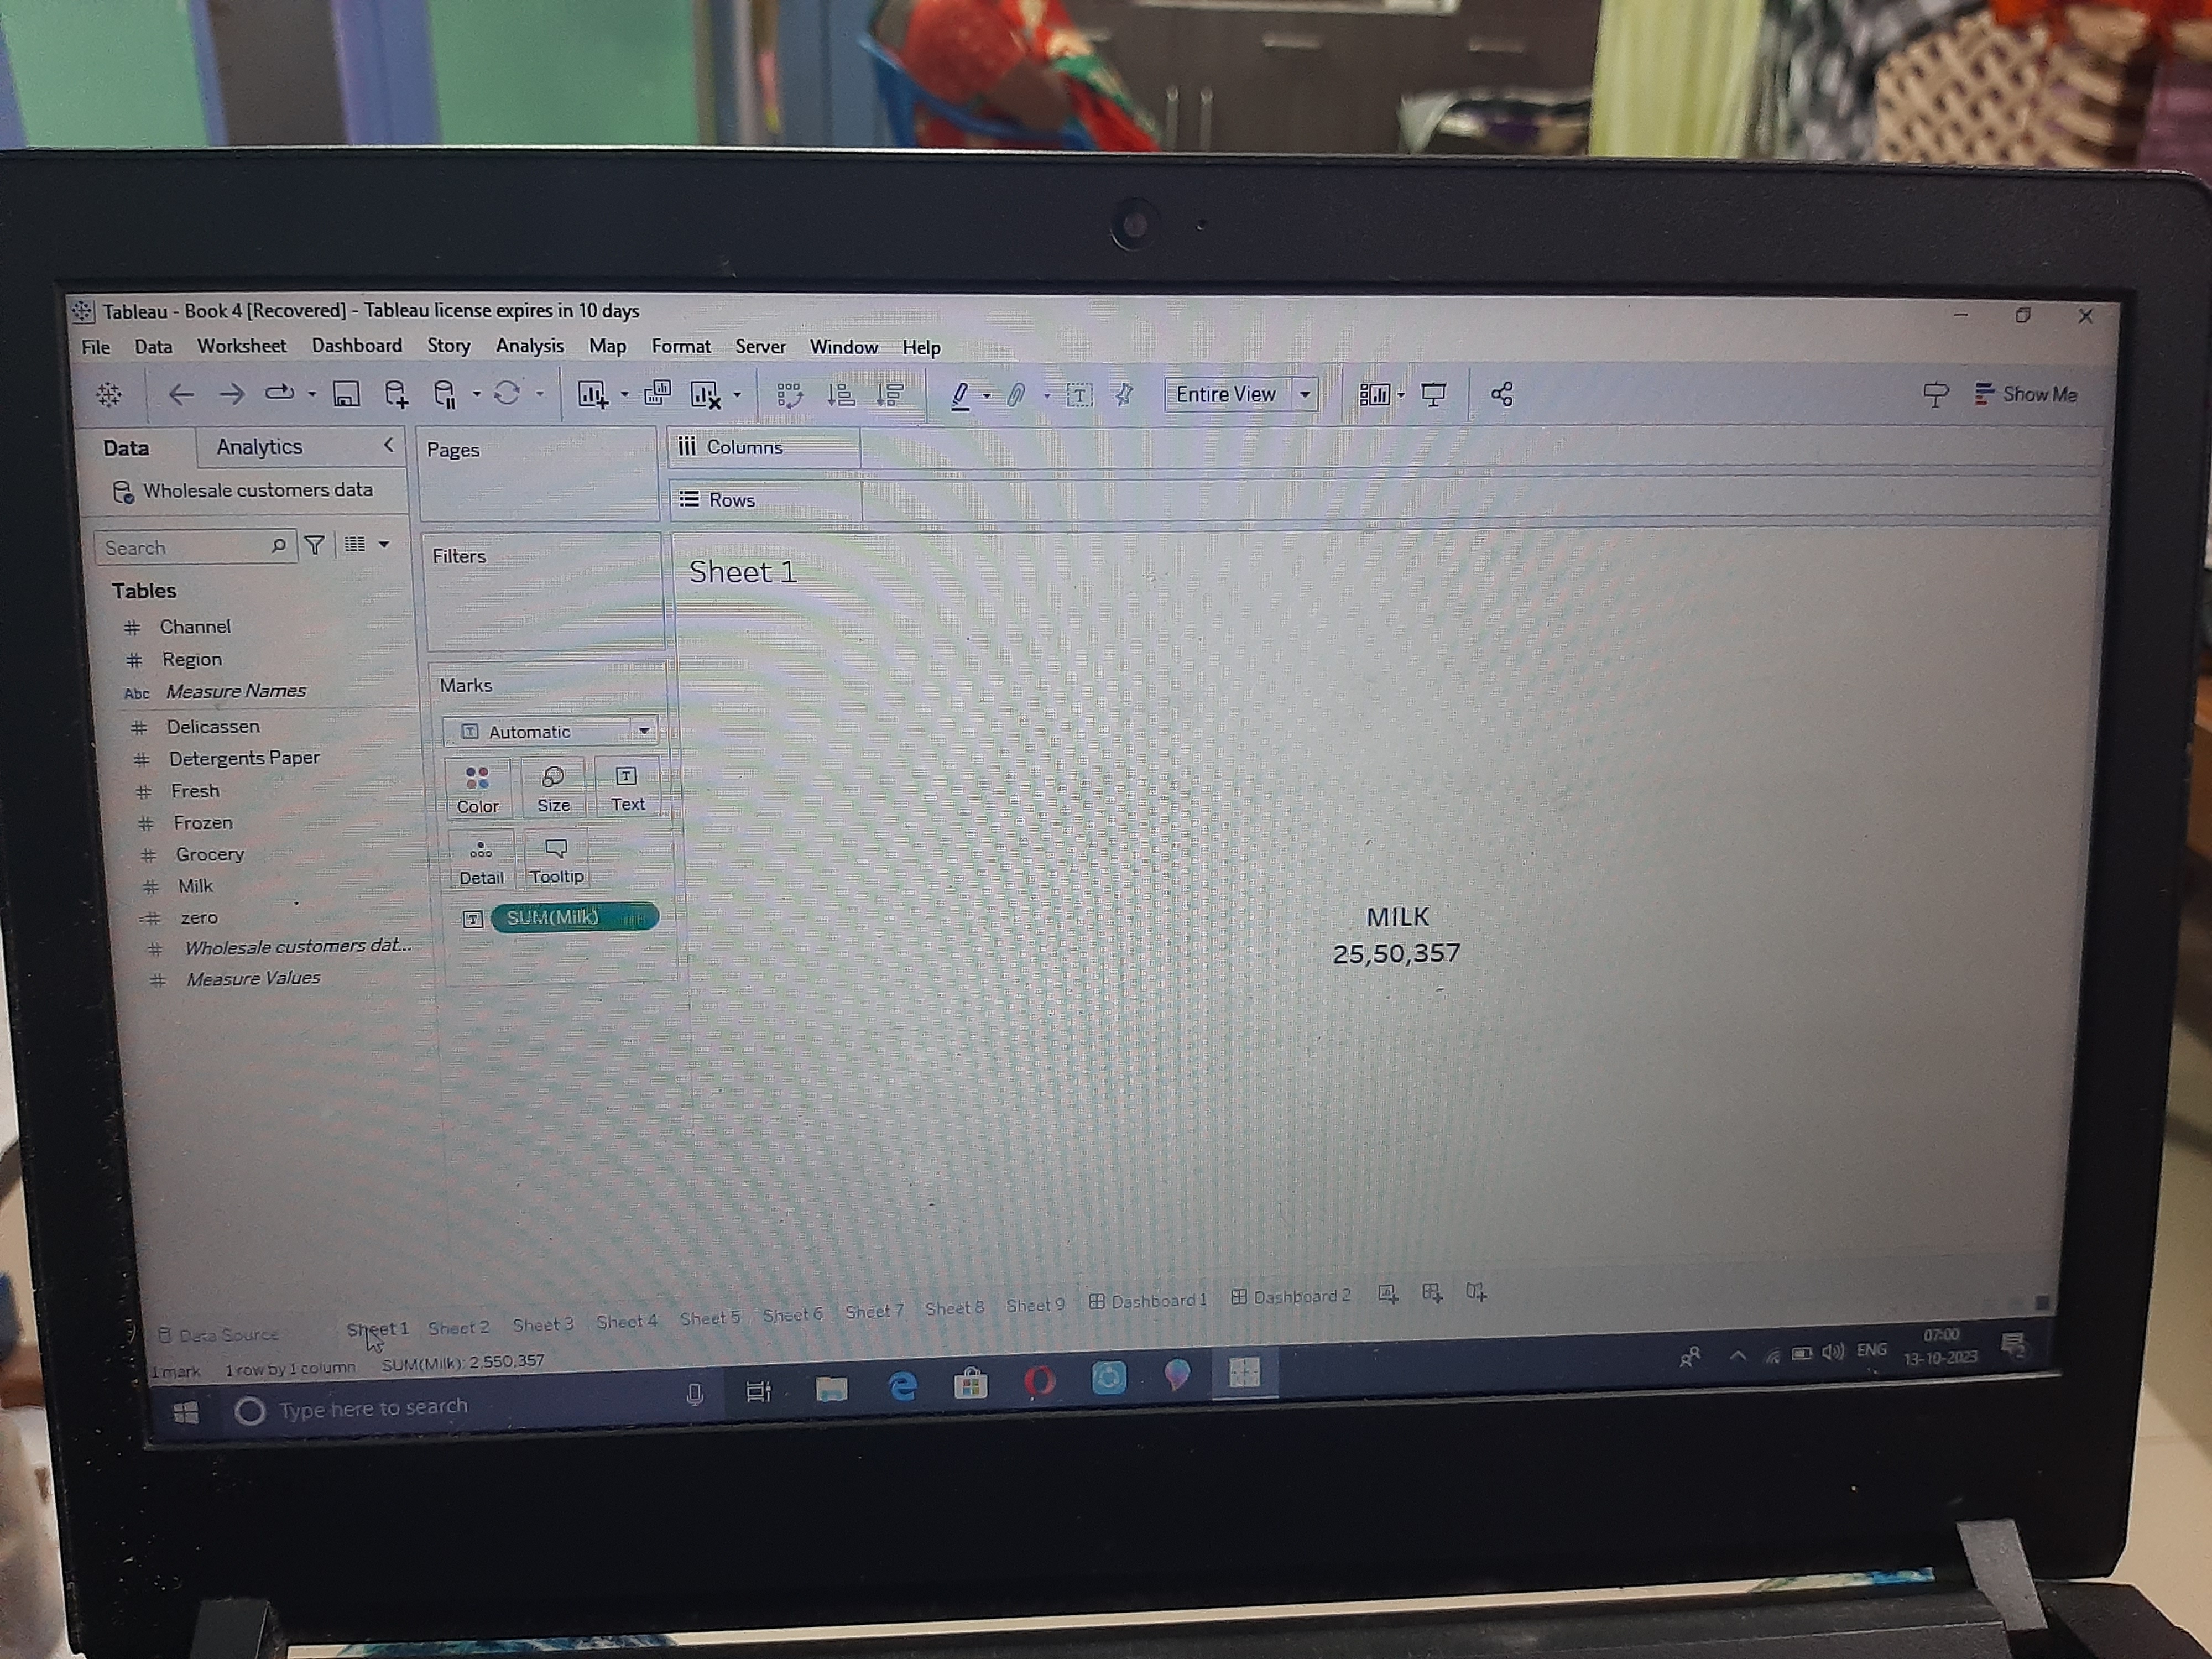 Tableau - Book 4 [Recovered] - Tableau license expires in 10 days
File Data Worksheet Dashboard Story Analysis Map Format Server Window Help
Entire View
Show Me
Data Analytics
Wholesale customers data
Search
Tables
# Channel
# Region
Abc Measure Names
# Delicassen
# Detergents Paper
# Fresh
# Frozen
# Grocery
# Milk
=# zero
# Wholesale customers dat...
# Measure Values
Pages
Filters
Marks
Automatic
Color Size Text
Detail Tooltip
SUM(Milk)
Columns
Rows
Sheet 1
MILK
25,50,357
Data Source Sheet 1 Sheet 2 Sheet 3 Sheet 4 Sheet 5 Sheet 6 Sheet 7 Sheet 8 Sheet 9 Dashboard 1 Dashboard 2
1 mark 1 row by 1 column SUM(Milk): 2,550,357
Type here to search
ENG
07:00
13-10-2023
2